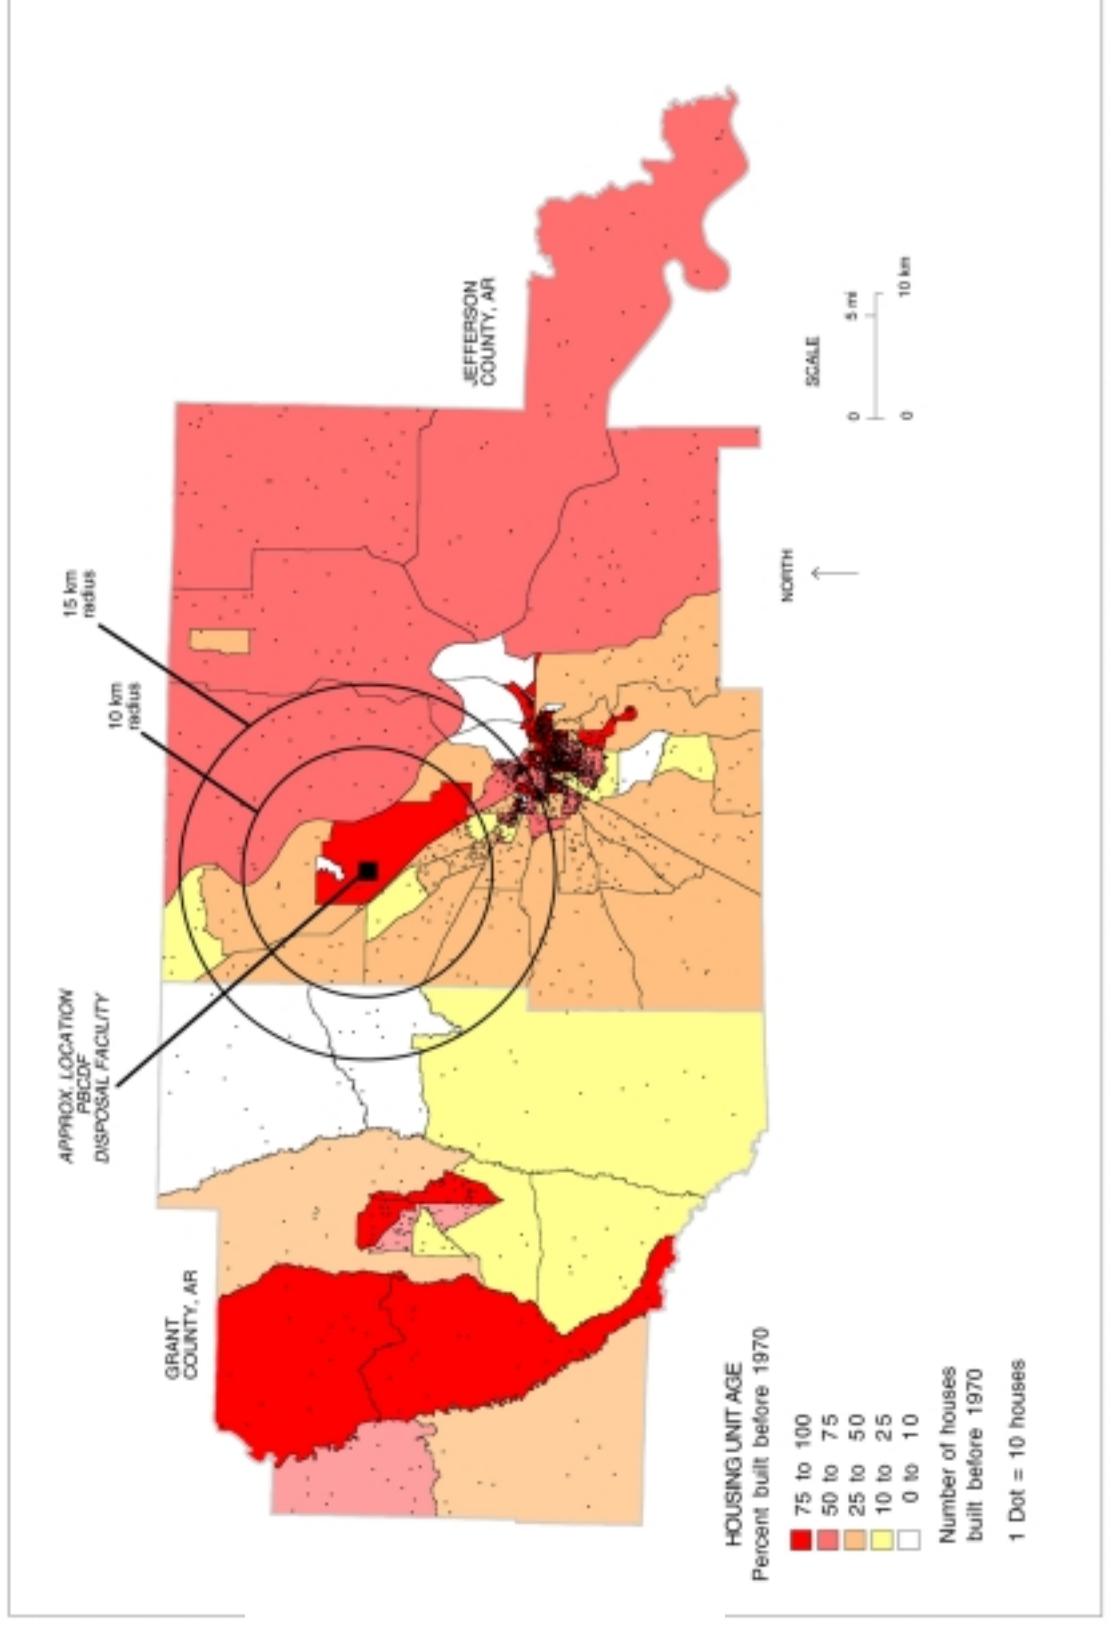 APPROX. LOCATION
PBCDF
DISPOSAL FACILITY
10 km
radius
15 km
radius
GRANT
COUNTY, AR
JEFFERSON
COUNTY, AR
HOUSING UNIT AGE
Percent built before 1970
75 to 100
50 to 75
25 to 50
10 to 25
0 to 10
Number of houses
built before 1970
1 Dot = 10 houses
NORTH
SCALE
0 5 mi
0 10 km